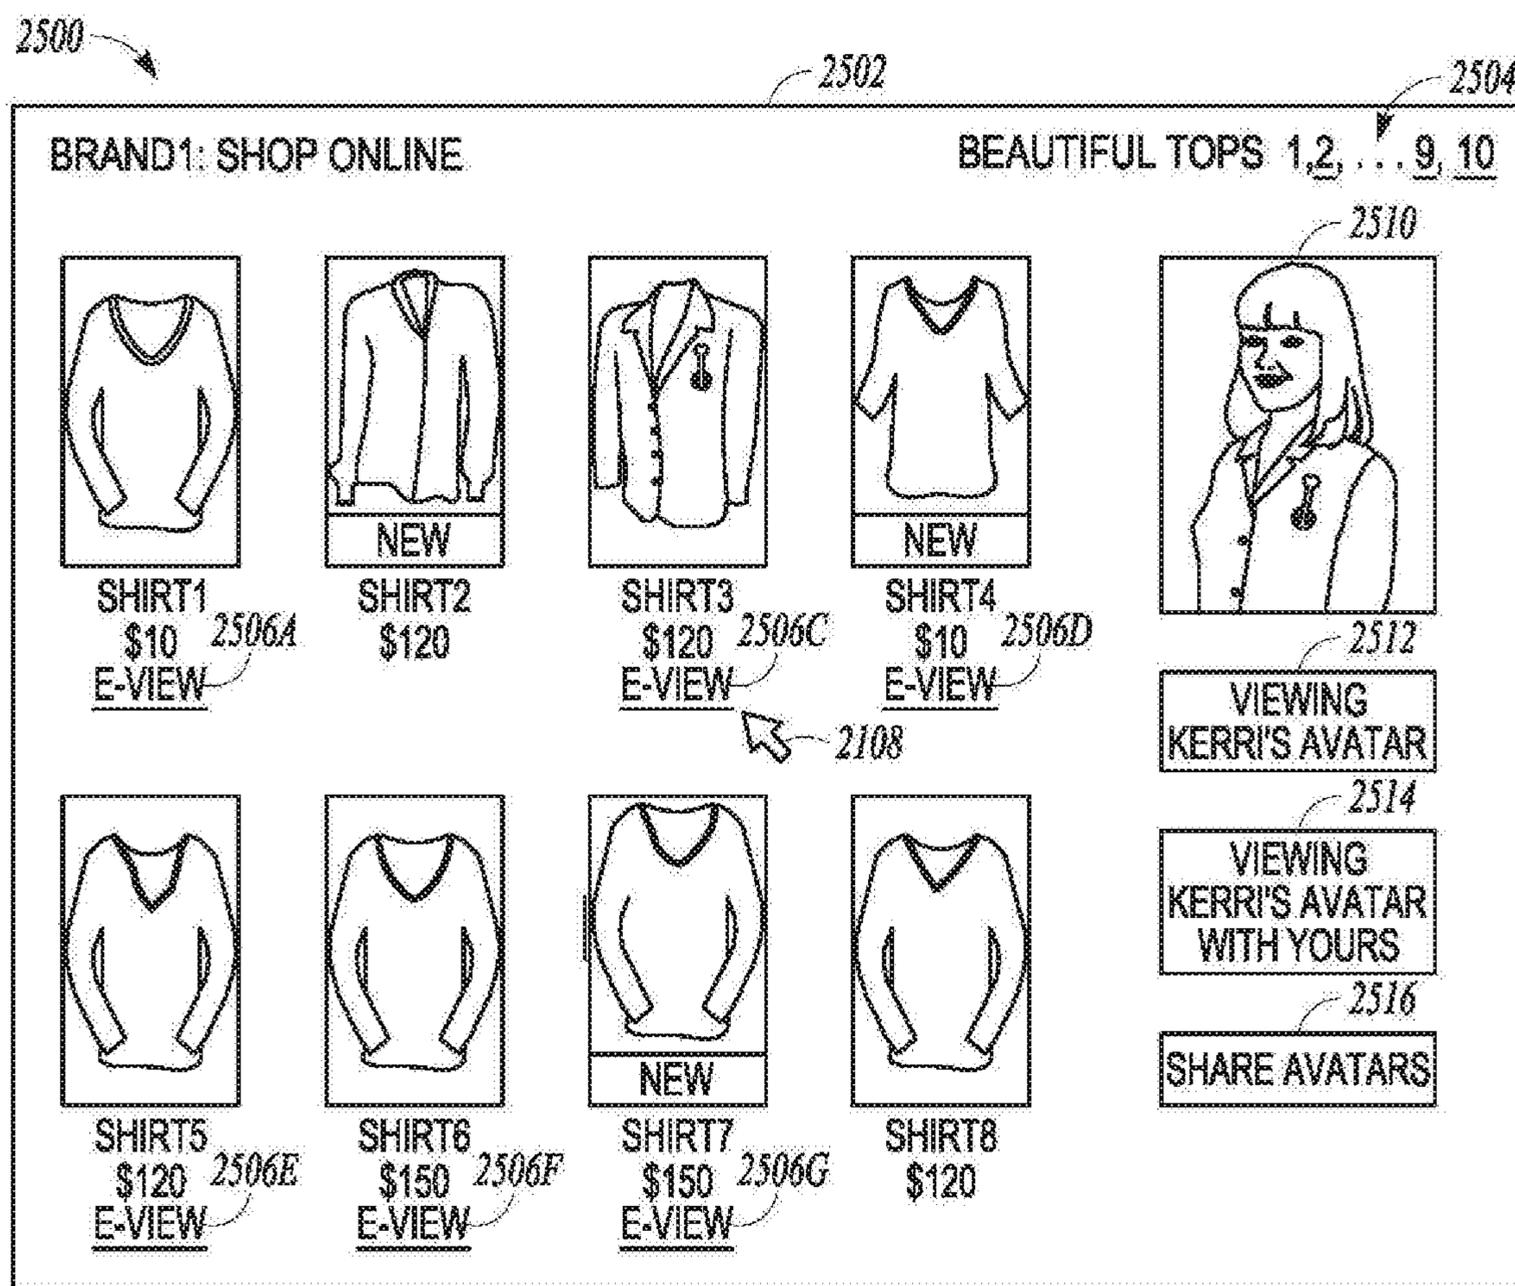 2500
2502
2504
BRAND1: SHOP ONLINE
BEAUTIFUL TOPS 1,2, . . . 9, 10
2510
NEW
NEW
SHIRT1 SHIRT2 SHIRT3 SHIRT4
$10 2506A $120 $120 2506C $10 2506D
E-VIEW E-VIEW E-VIEW
2108
2512
VIEWING
KERRI'S AVATAR
2514
VIEWING
KERRI'S AVATAR
WITH YOURS
2516
SHARE AVATARS
NEW
SHIRT5 SHIRT6 SHIRT7 SHIRT8
$120 2506E $150 2506F $150 2506G $120
E-VIEW E-VIEW E-VIEW